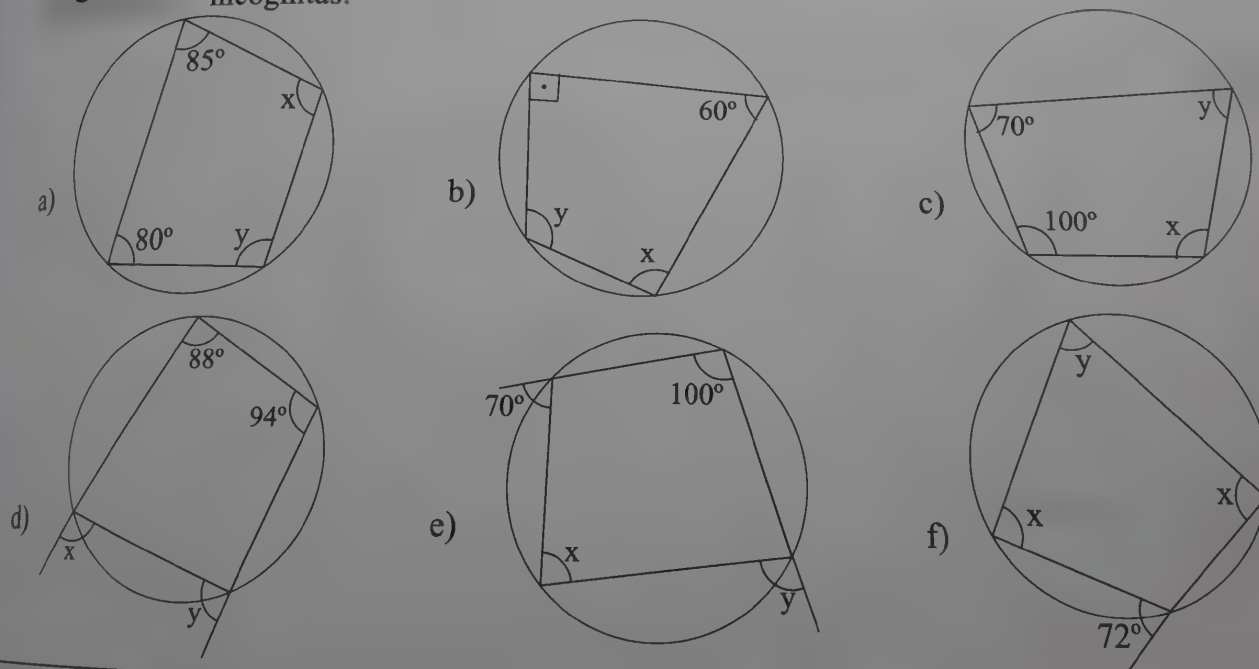 incógnitas:
85º
x
a)
80º
y
b)
60º
y
x
c)
70º
y
100º
x
d)
88º
94º
x
y
e)
70º
100º
x
y
f)
y
x
x
72º